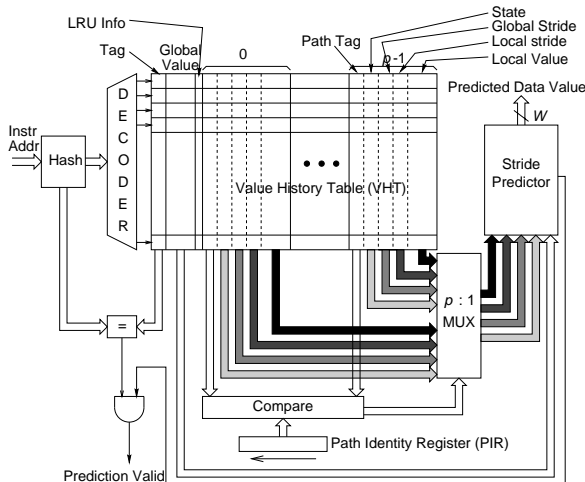 LRU Info
Tag
Global
Value
0
Path Tag
State
Global Stride
Local stride
p-1
Local Value
Predicted Data Value
W
Instr
Addr
Hash
D
E
C
O
D
E
R
Value History Table (VHT)
Stride
Predictor
p : 1
MUX
=
Compare
Path Identity Register (PIR)
Prediction Valid